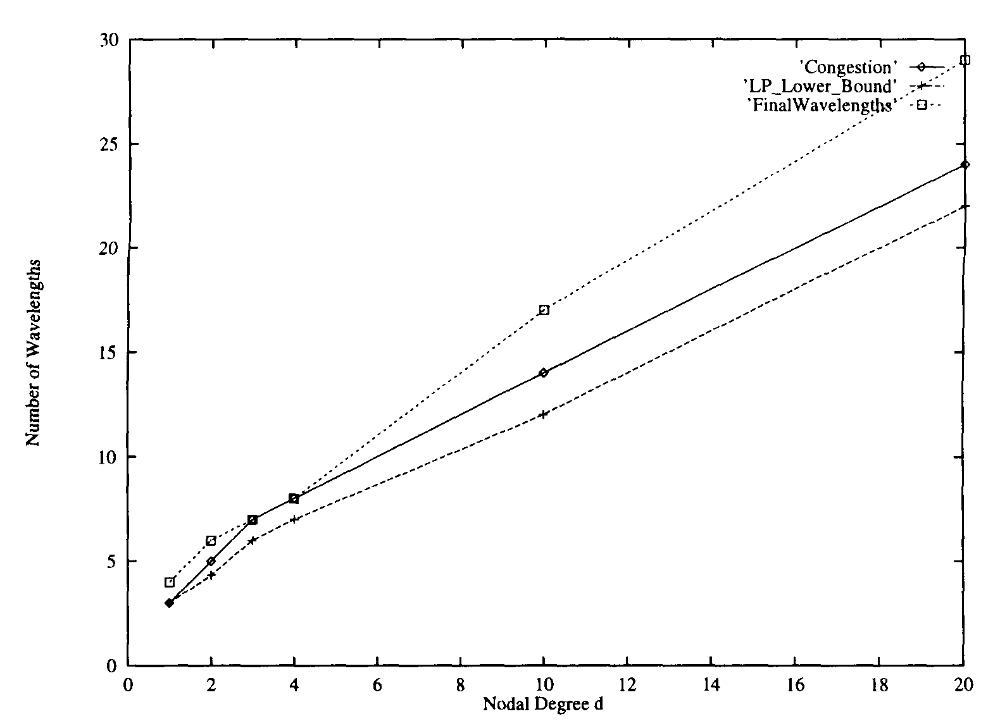 30
25
20
15
10
5
0
Number of Wavelengths
'Congestion'
'LP_Lower_Bound'
'FinalWavelengths'
0 2 4 6 8 10 12 14 16 18 20
Nodal Degree d